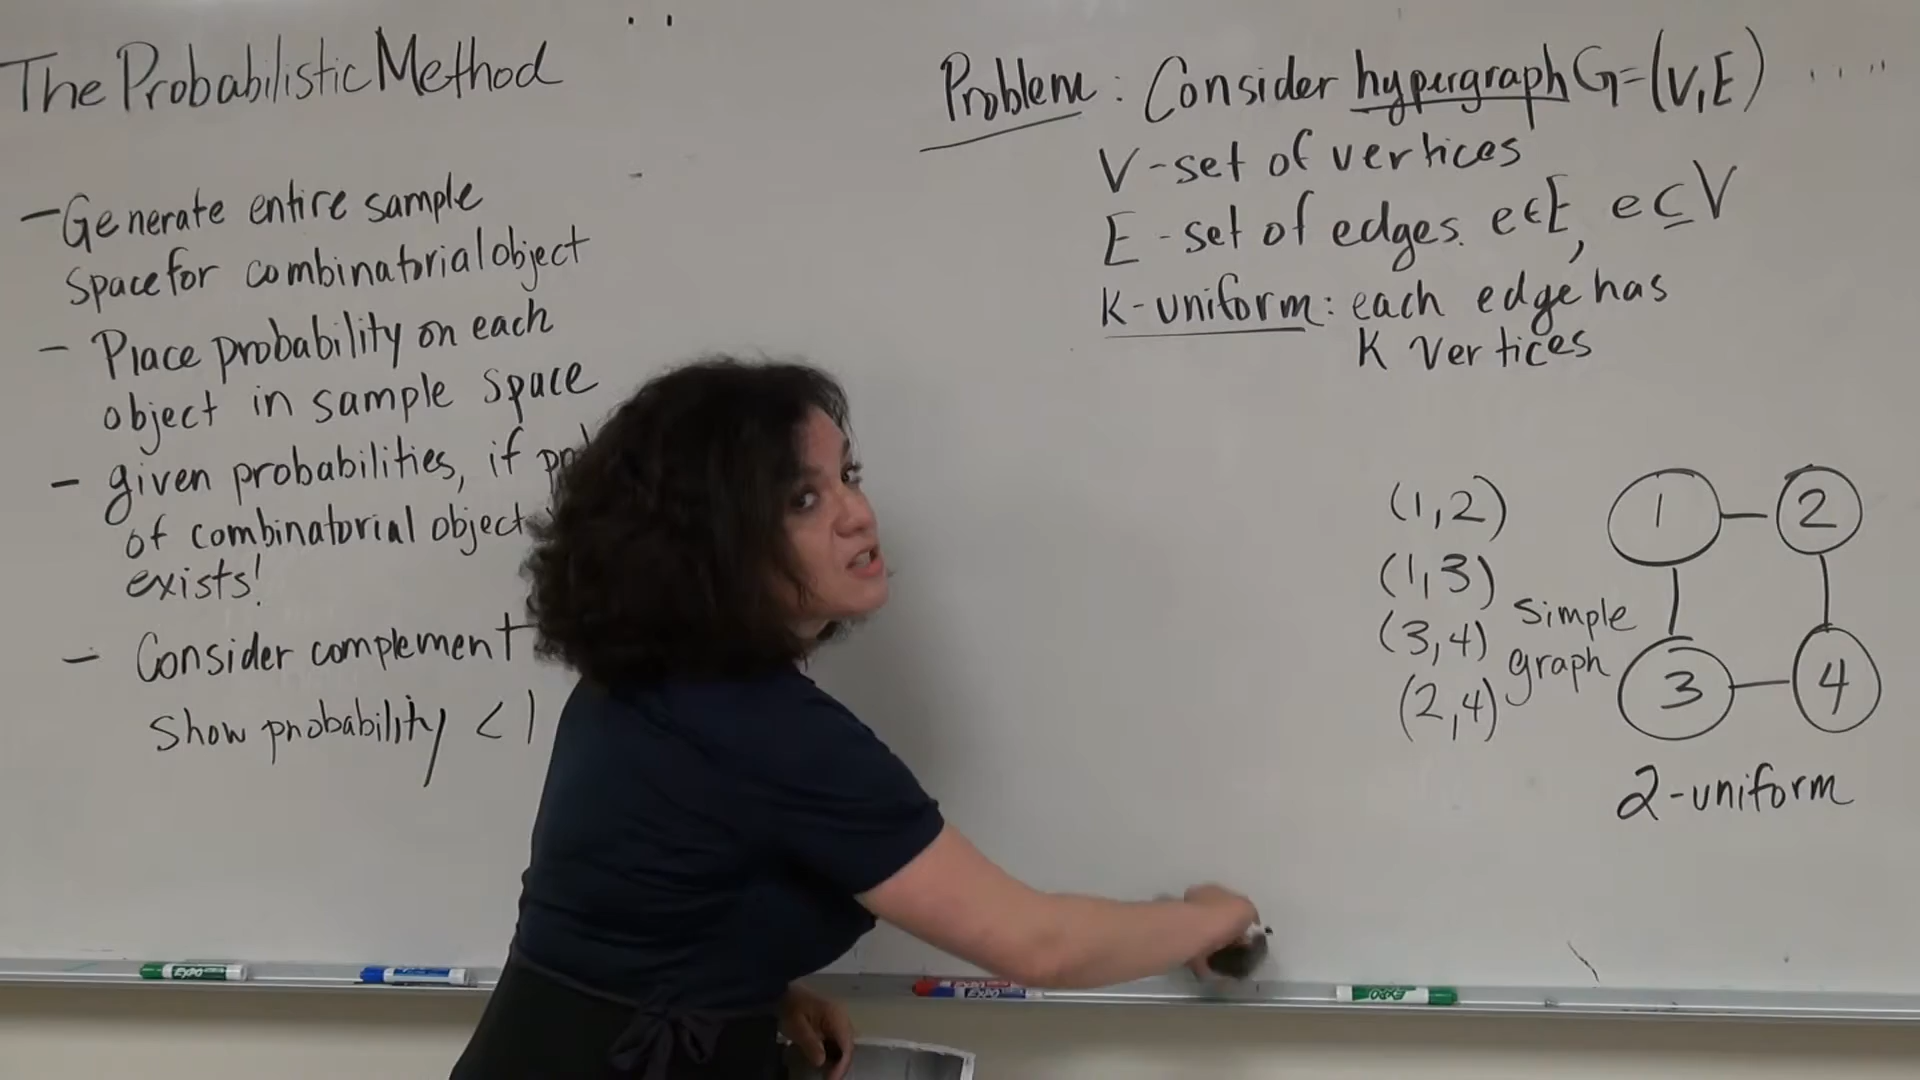 The Probabilistic Method
- Generate entire sample
space for combinatorial object
- Place probability on each
object in sample space
- given probabilities, if
of combinatorial object
exists!
- Consider complement
show probability < 1
Problem: Consider hypergraph G=(V,E)
V-set of vertices
E-set of edges. e∈E, e⊆V
K-uniform: each edge has
K vertices
(1,2)
(1,3)
(3,4)
(2,4)
simple
graph
1 - 2
3 - 4
2-uniform
EXPO
EXPO
EXPO